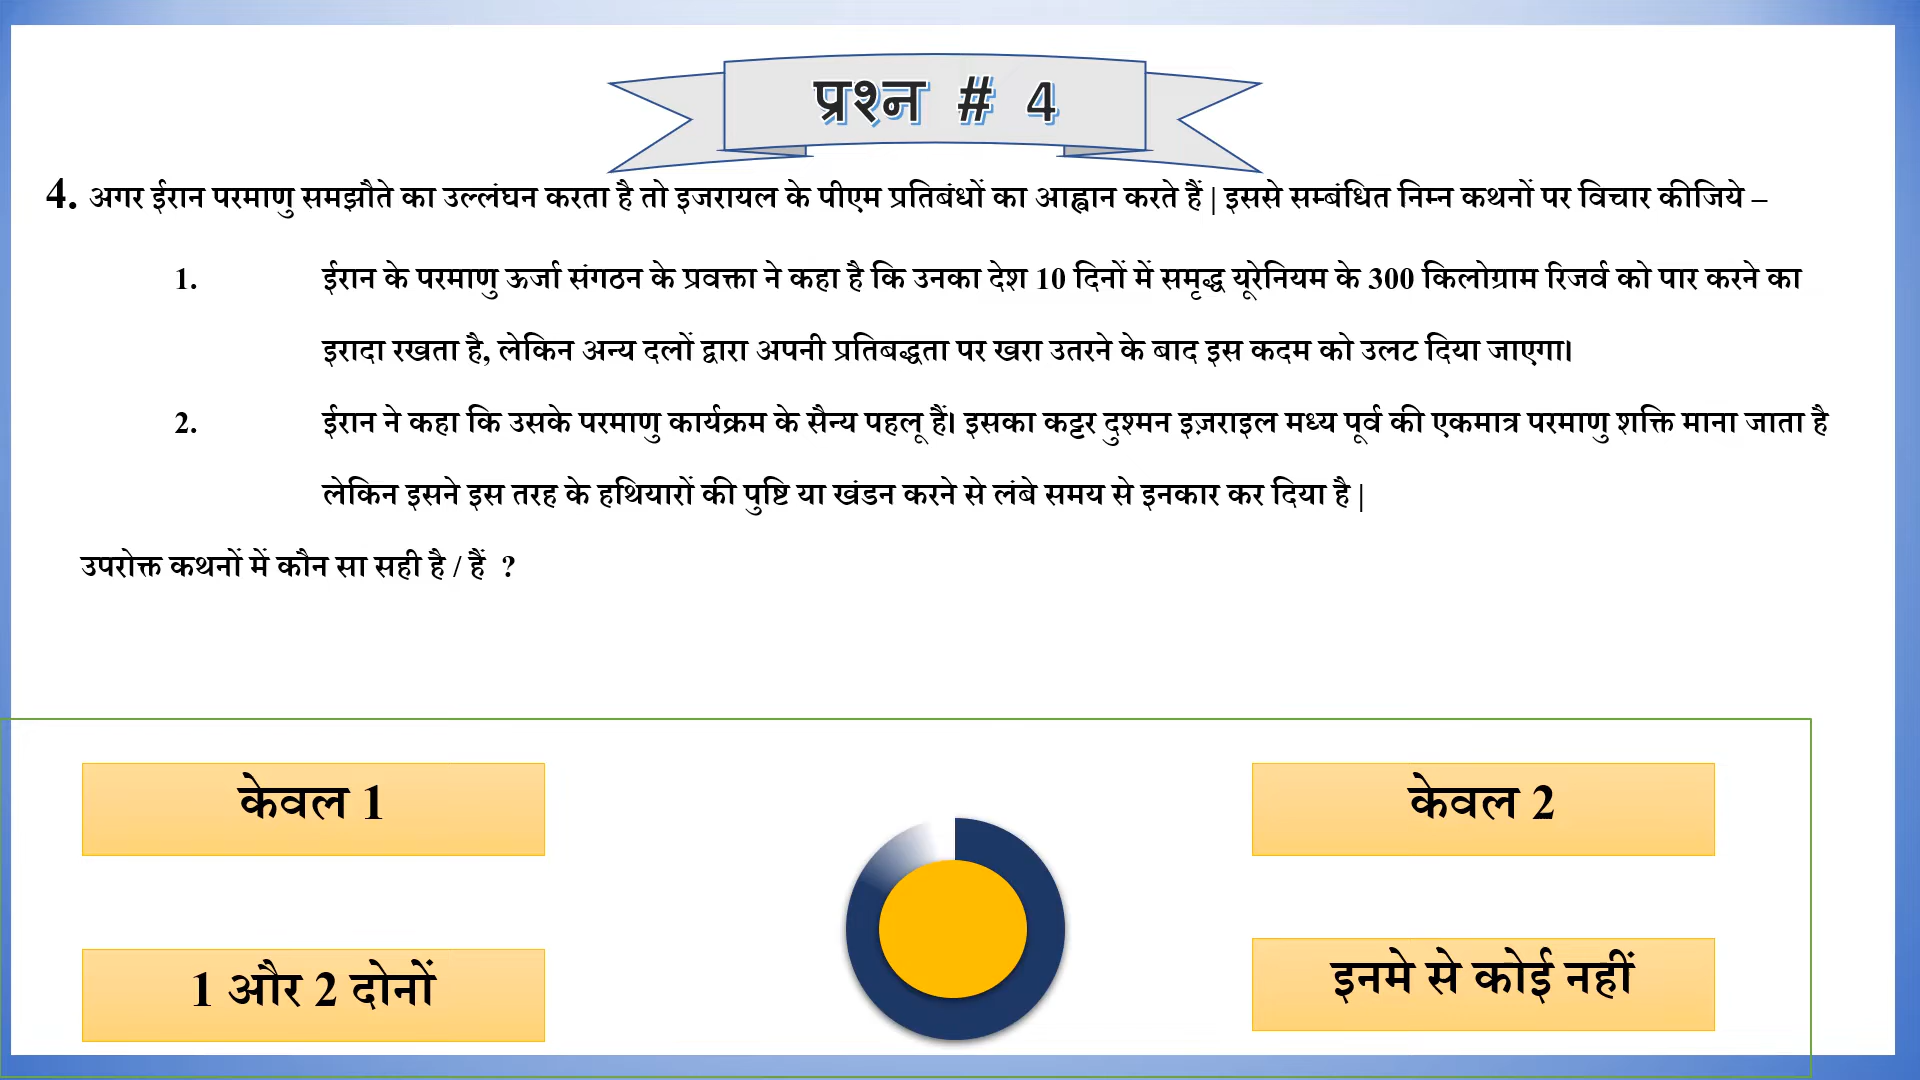 प्रश्न # 4
4. अगर ईरान परमाणु समझौते का उल्लंघन करता है तो इजरायल के पीएम प्रतिबंधों का आह्वान करते हैं | इससे सम्बंधित निम्न कथनों पर विचार कीजिये –
1. ईरान के परमाणु ऊर्जा संगठन के प्रवक्ता ने कहा है कि उनका देश 10 दिनों में समृद्ध यूरेनियम के 300 किलोग्राम रिजर्व को पार करने का
इरादा रखता है, लेकिन अन्य दलों द्वारा अपनी प्रतिबद्धता पर खरा उतरने के बाद इस कदम को उलट दिया जाएगा।
2. ईरान ने कहा कि उसके परमाणु कार्यक्रम के सैन्य पहलू हैं। इसका कट्टर दुश्मन इज़राइल मध्य पूर्व की एकमात्र परमाणु शक्ति माना जाता है
लेकिन इसने इस तरह के हथियारों की पुष्टि या खंडन करने से लंबे समय से इनकार कर दिया है |
उपरोक्त कथनों में कौन सा सही है / हैं ?
केवल 1
केवल 2
1 और 2 दोनों
इनमे से कोई नहीं